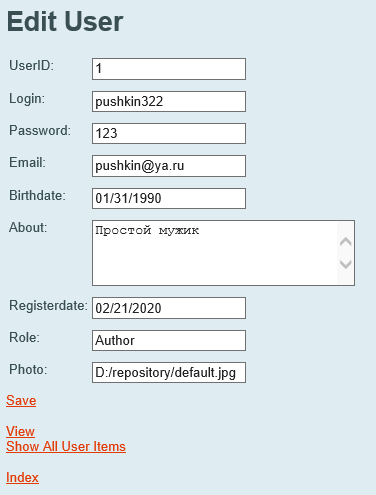 Edit User
UserID: 1
Login: pushkin322
Password: 123
Email: pushkin@ya.ru
Birthdate: 01/31/1990
About: Простой мужик
Registerdate: 02/21/2020
Role: Author
Photo: D:/repository/default.jpg
Save
View
Show All User Items
Index